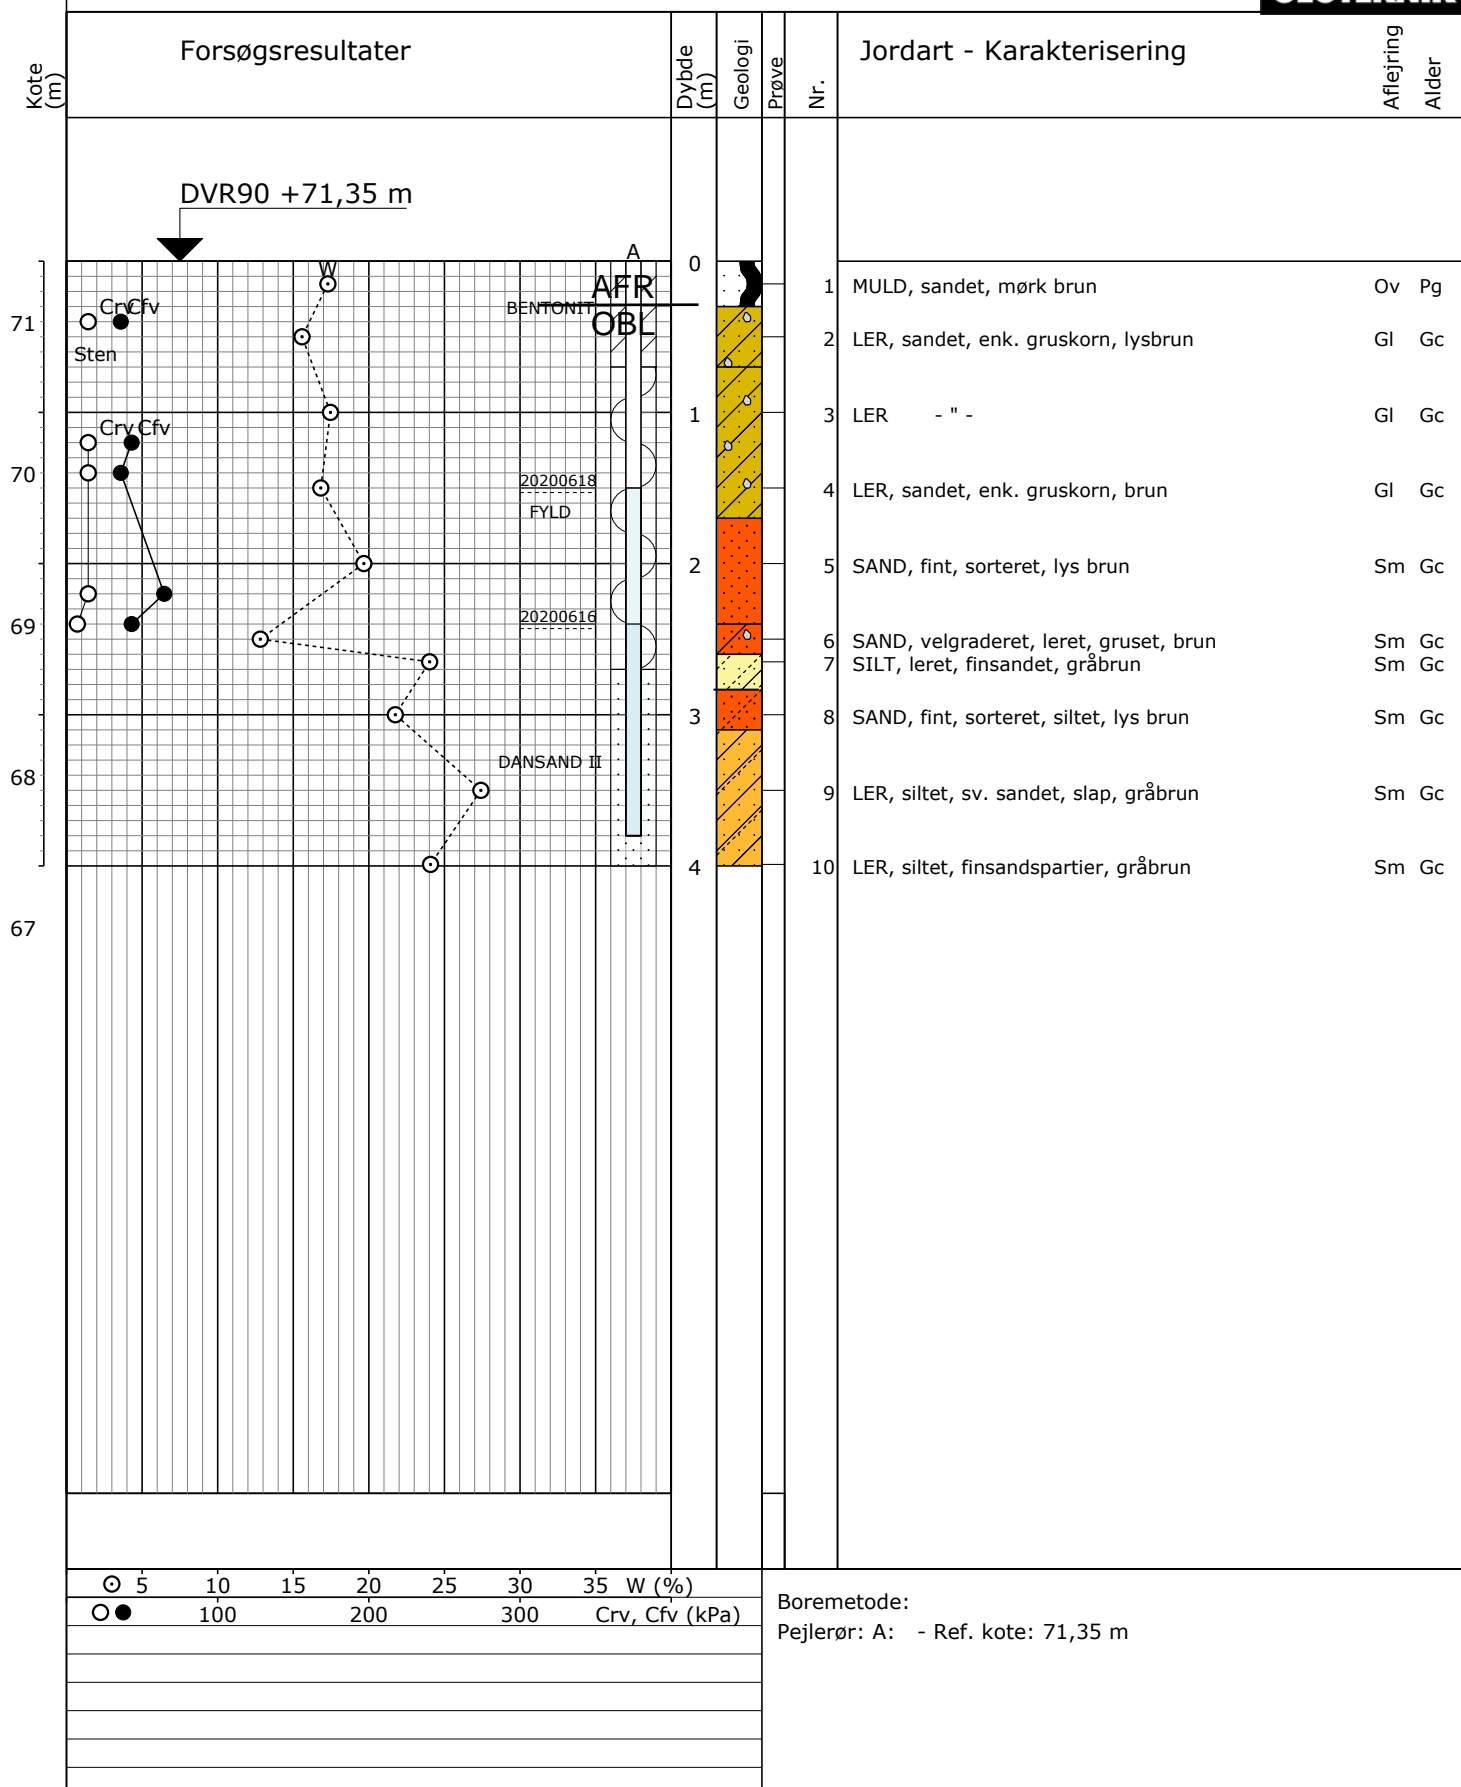 Kote (m)
Forsøgsresultater
Dybde (m)
Geologi
Prøve
Nr.
Jordart - Karakterisering
Aflejring
Alder
DVR90 +71,35 m
A
0
W
AFR
1 MULD, sandet, mørk brun Ov Pg
Crv Cfv
BENTONIT
71
OBL
2 LER, sandet, enk. gruskorn, lysbrun Gl Gc
Sten
1
3 LER - " - Gl Gc
Crv Cfv
70
20200618
4 LER, sandet, enk. gruskorn, brun Gl Gc
FYLD
2
5 SAND, fint, sorteret, lys brun Sm Gc
20200616
69
6 SAND, velgraderet, leret, gruset, brun Sm Gc
7 SILT, leret, finsandet, gråbrun Sm Gc
3
8 SAND, fint, sorteret, siltet, lys brun Sm Gc
DANSAND II
68
9 LER, siltet, sv. sandet, slap, gråbrun Sm Gc
4
10 LER, siltet, finsandspartier, gråbrun Sm Gc
67
5 10 15 20 25 30 35 W (%)
100 200 300 Crv, Cfv (kPa)
Boremetode:
Pejlerør: A: - Ref. kote: 71,35 m